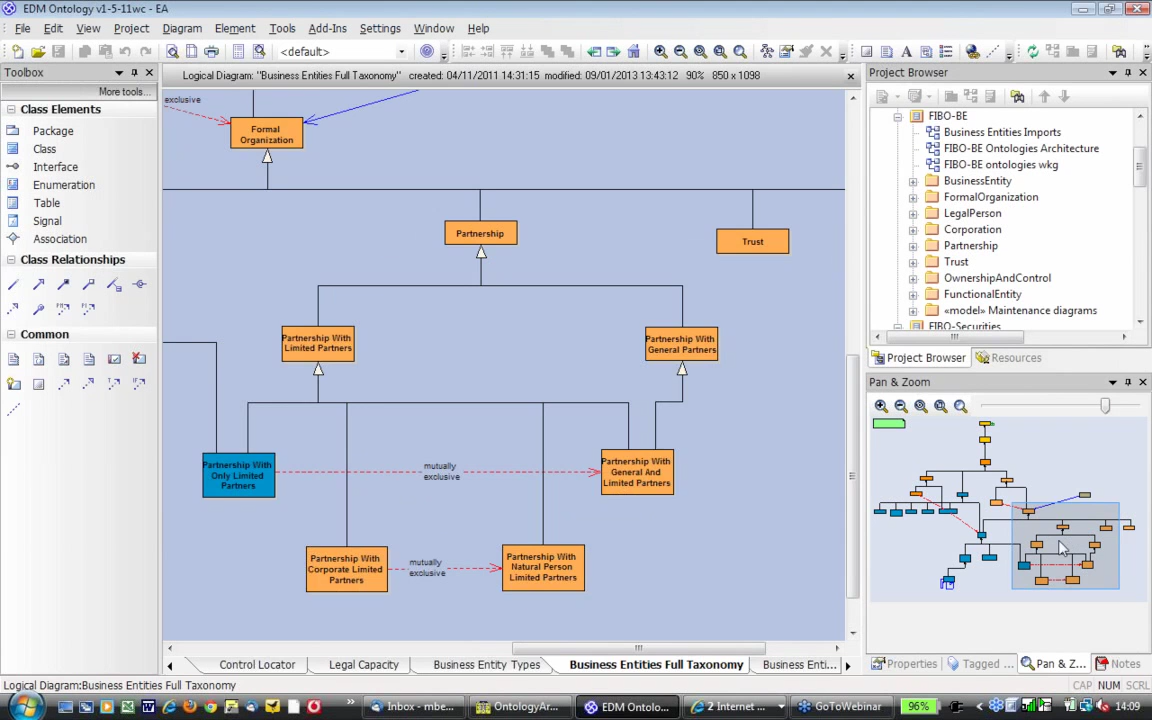 EDM Ontology v1-5-11wc - EA
File Edit View Project Diagram Element Tools Add-Ins Settings Window Help
<default>
Toolbox
More tools...
Class Elements
Package
Class
Interface
Enumeration
Table
Signal
Association
Class Relationships
Common
Logical Diagram: "Business Entities Full Taxonomy" created: 04/11/2011 14:31:15 modified: 09/01/2013 13:43:12 90% 850 x 1098
exclusive
Formal
Organization
Partnership
Trust
Partnership With
Limited Partners
Partnership With
General Partners
Partnership With
Only Limited
Partners
mutually
exclusive
Partnership With
General And
Limited Partners
Partnership With
Corporate Limited
Partners
mutually
exclusive
Partnership With
Natural Person
Limited Partners
Control Locator Legal Capacity Business Entity Types Business Entities Full Taxonomy Business Enti...
Project Browser
FIBO-BE
Business Entities Imports
FIBO-BE Ontologies Architecture
FIBO-BE ontologies wkg
BusinessEntity
FormalOrganization
LegalPerson
Corporation
Partnership
Trust
OwnershipAndControl
FunctionalEntity
«model» Maintenance diagrams
FIBO-Securities
Project Browser Resources
Pan & Zoom
Properties Tagged ... Pan & Z... Notes
Logical Diagram:Business Entities Full Taxonomy
CAP NUM SCRL
Inbox - mbe... OntologyAr... EDM Ontolo... 2 Internet ... GoToWebinar 96% 14:09